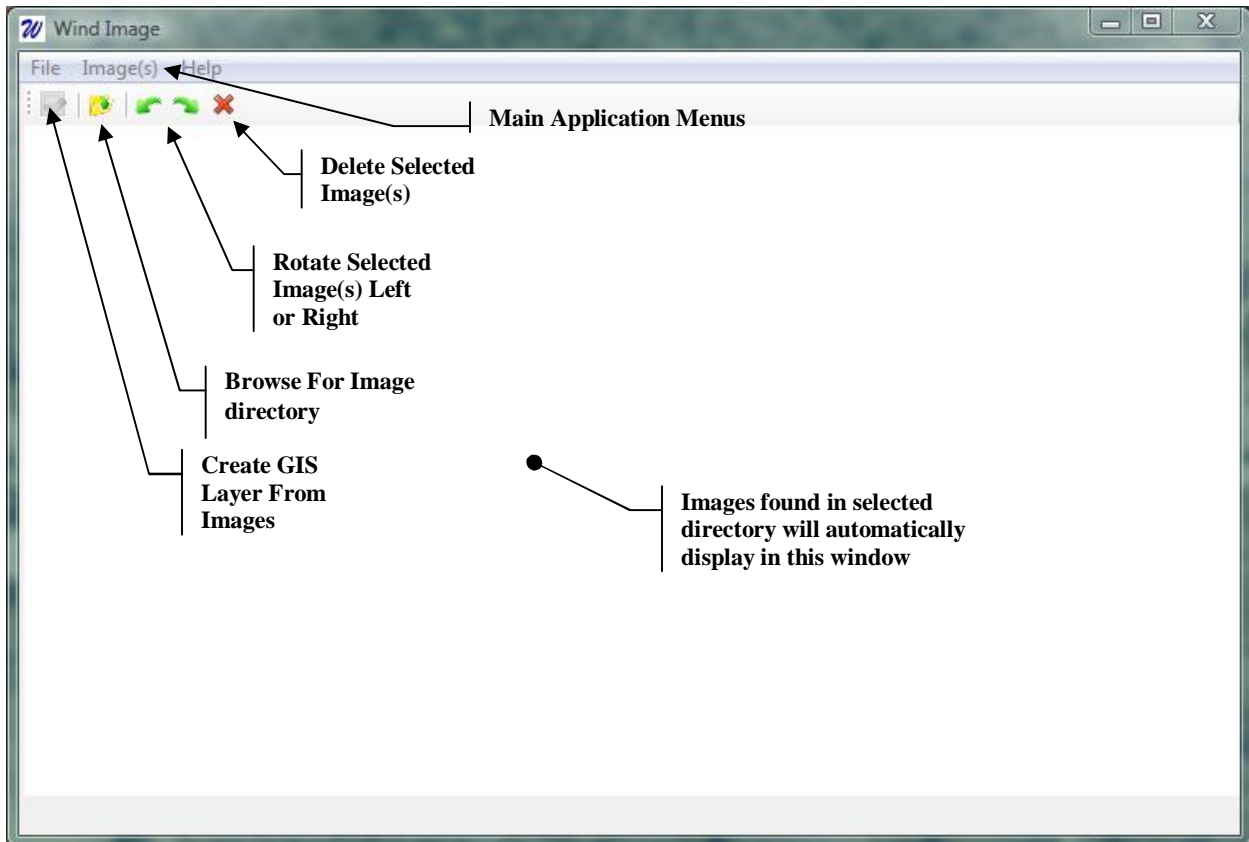 W Wind Image
File Image(s) Help
Main Application Menus
Delete Selected
Image(s)
Rotate Selected
Image(s) Left
or Right
Browse For Image
directory
Create GIS
Layer From
Images
Images found in selected
directory will automatically
display in this window